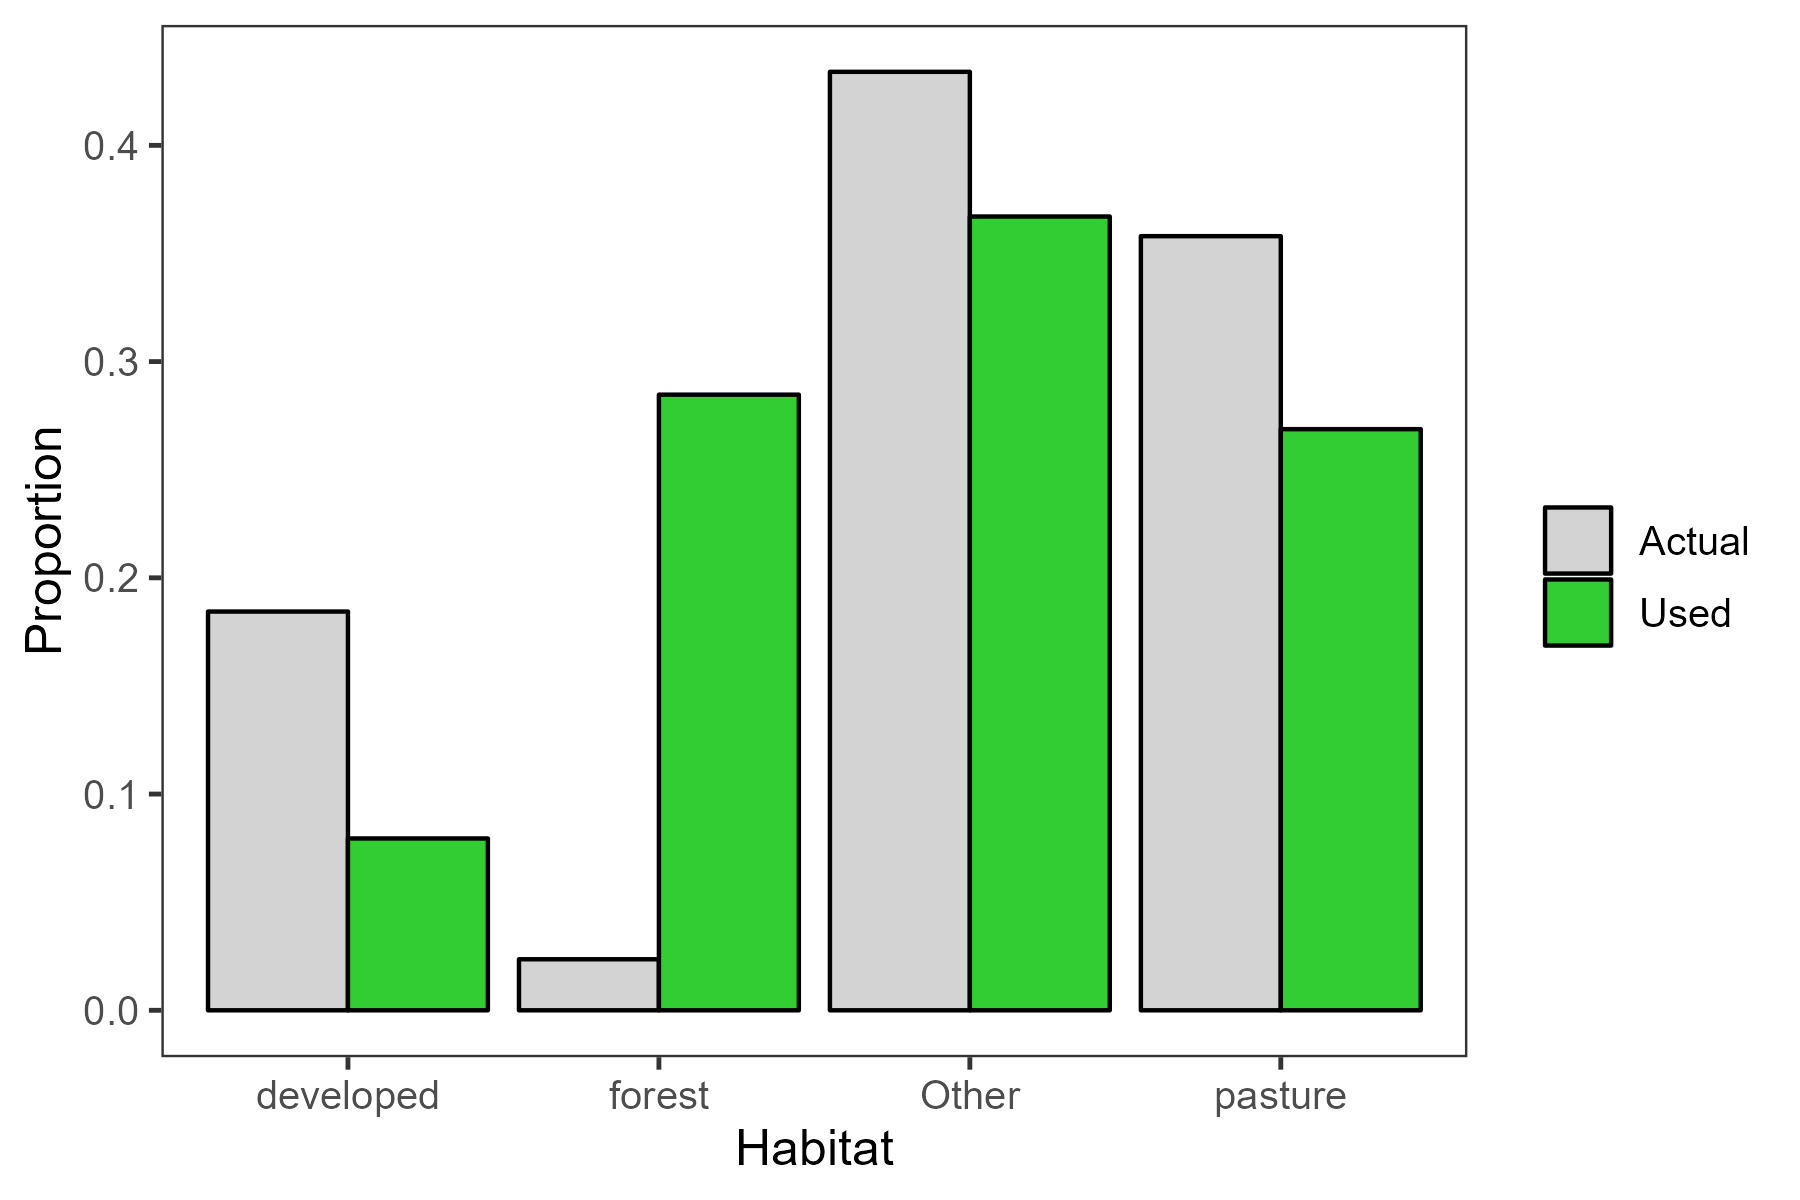 Proportion
0.4
0.3
0.2
0.1
0.0
developed forest Other pasture
Habitat
Actual
Used